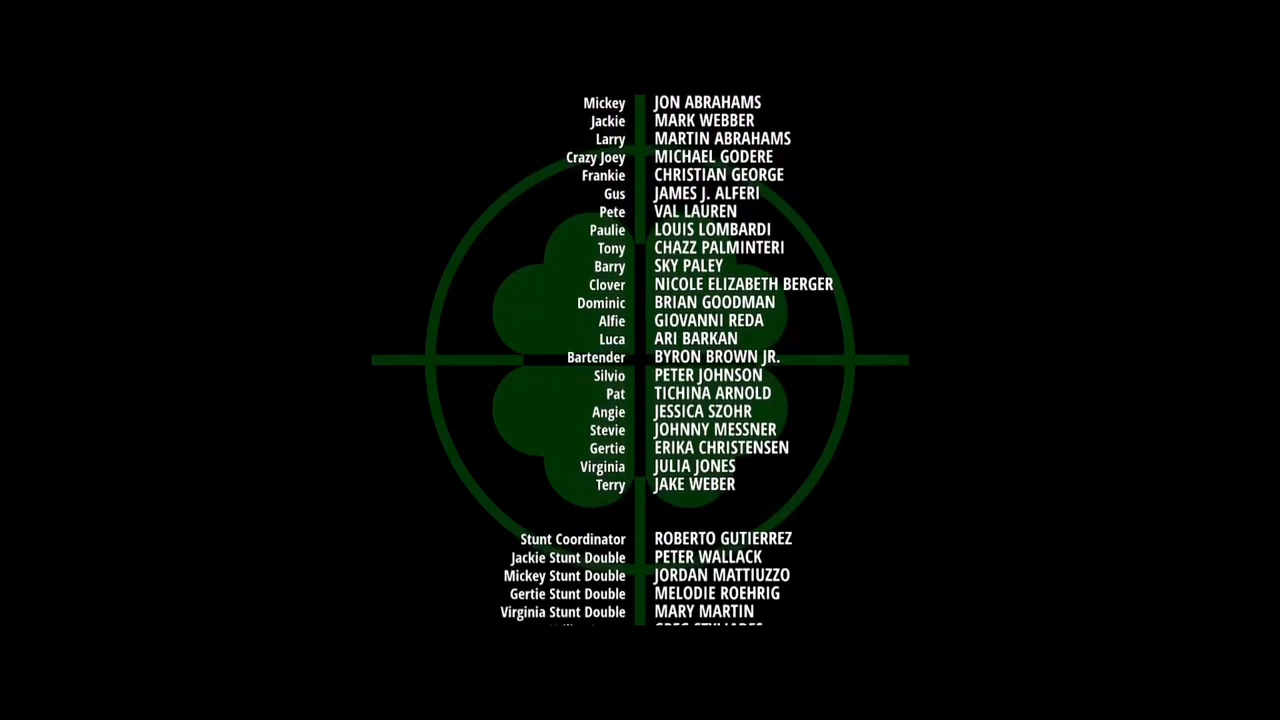 Mickey JON ABRAHAMS
Jackie MARK WEBBER
Larry MARTIN ABRAHAMS
Crazy Joey MICHAEL GODERE
Frankie CHRISTIAN GEORGE
Gus JAMES J. ALFERI
Pete VAL LAUREN
Paulie LOUIS LOMBARDI
Tony CHAZZ PALMINTERI
Barry SKY PALEY
Clover NICOLE ELIZABETH BERGER
Dominic BRIAN GOODMAN
Alfie GIOVANNI REDA
Luca ARI BARKAN
Bartender BYRON BROWN JR.
Silvio PETER JOHNSON
Pat TICHINA ARNOLD
Angie JESSICA SZOHR
Stevie JOHNNY MESSNER
Gertie ERIKA CHRISTENSEN
Virginia JULIA JONES
Terry JAKE WEBER
Stunt Coordinator ROBERTO GUTIERREZ
Jackie Stunt Double PETER WALLACK
Mickey Stunt Double JORDAN MATTIUZZO
Gertie Stunt Double MELODIE ROEHRIG
Virginia Stunt Double MARY MARTIN